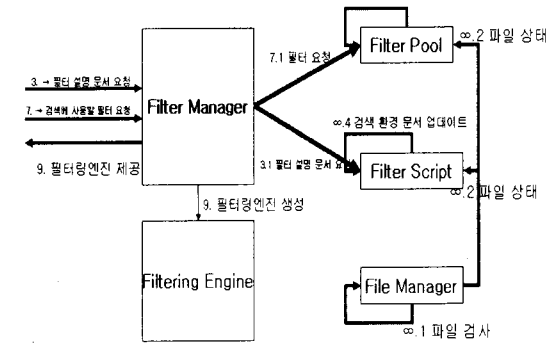 ∞.2 파일 상태
Filter Pool
7.1 필터 요청
3. → 필터 설명 문서 요청
Filter Manager
7. → 검색에 사용할 필터 요청
∞.4 검색 환경 문서 업데이트
9. 필터링엔진 제공
3.1 필터 설명 문서 요
Filter Script
∞.2 파일 상태
9. 필터링엔진 생성
Filtering Engine
File Manager
∞.1 파일 검사